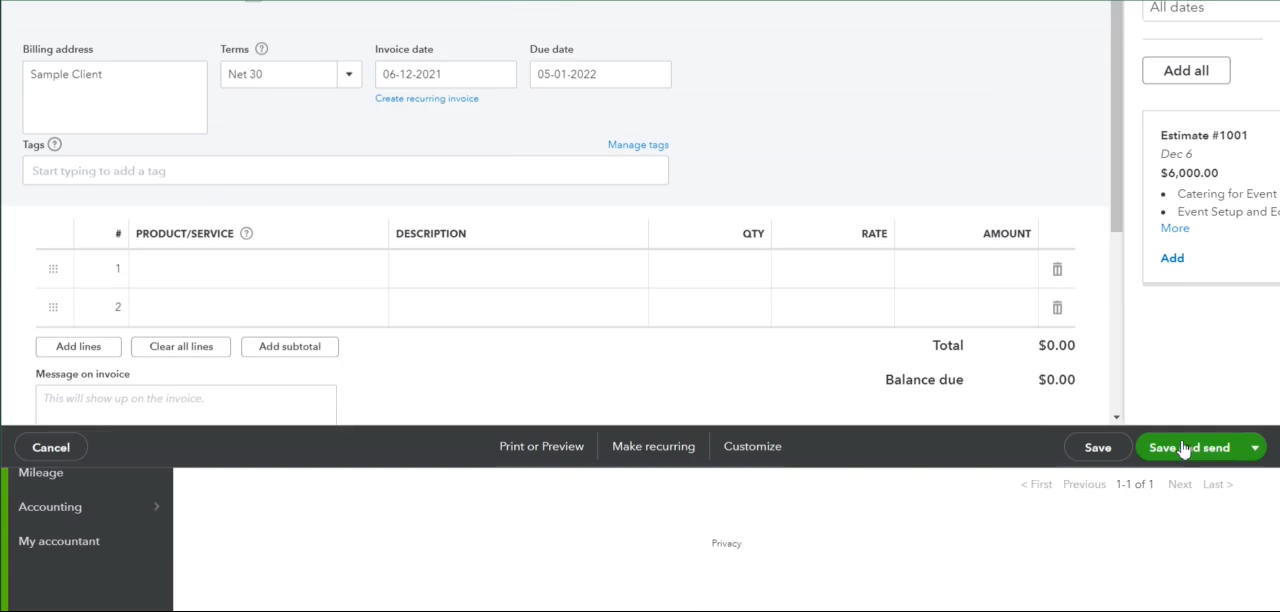 All dates
Billing address
Terms ?
Invoice date
Due date
Sample Client
Net 30
06-12-2021
05-01-2022
Create recurring invoice
Add all
Tags ?
Manage tags
Start typing to add a tag
Estimate #1001
Dec 6
$6,000.00
• Catering for Event
• Event Setup and
More
Add
# PRODUCT/SERVICE ? DESCRIPTION QTY RATE AMOUNT
1
2
Add lines
Clear all lines
Add subtotal
Total $0.00
Balance due $0.00
Message on invoice
This will show up on the invoice.
Cancel
Print or Preview
Make recurring
Customize
Save
Save and send
Mileage
Accounting >
My accountant
< First Previous 1-1 of 1 Next Last >
Privacy